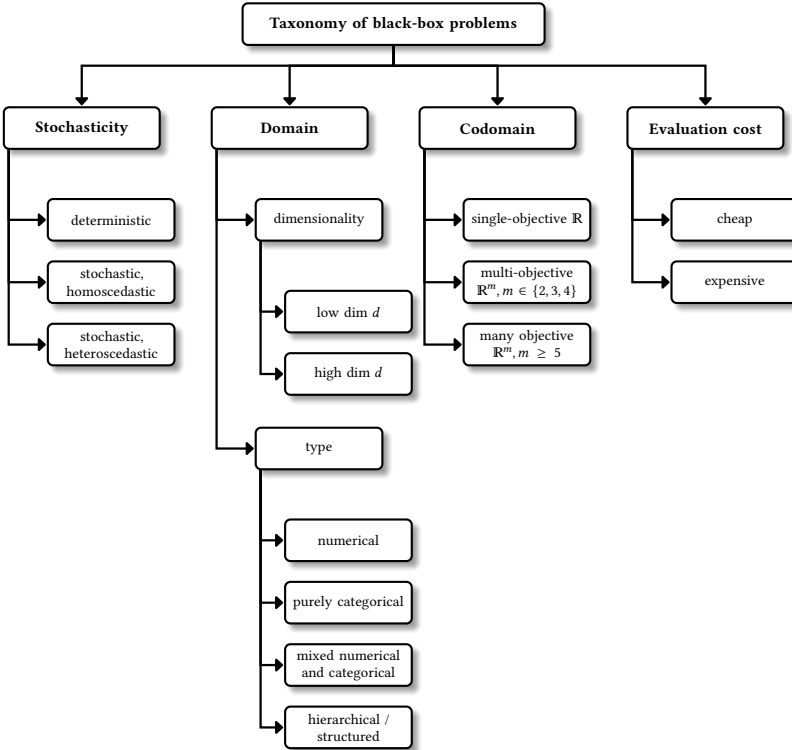 Taxonomy of black-box problems
Stochasticity
deterministic
stochastic,
homoscedastic
stochastic,
heteroscedastic
Domain
dimensionality
low dim d
high dim d
type
numerical
purely categorical
mixed numerical
and categorical
hierarchical /
structured
Codomain
single-objective ℝ
multi-objective
ℝᵐ, m ∈ {2, 3, 4}
many objective
ℝᵐ, m ≥ 5
Evaluation cost
cheap
expensive